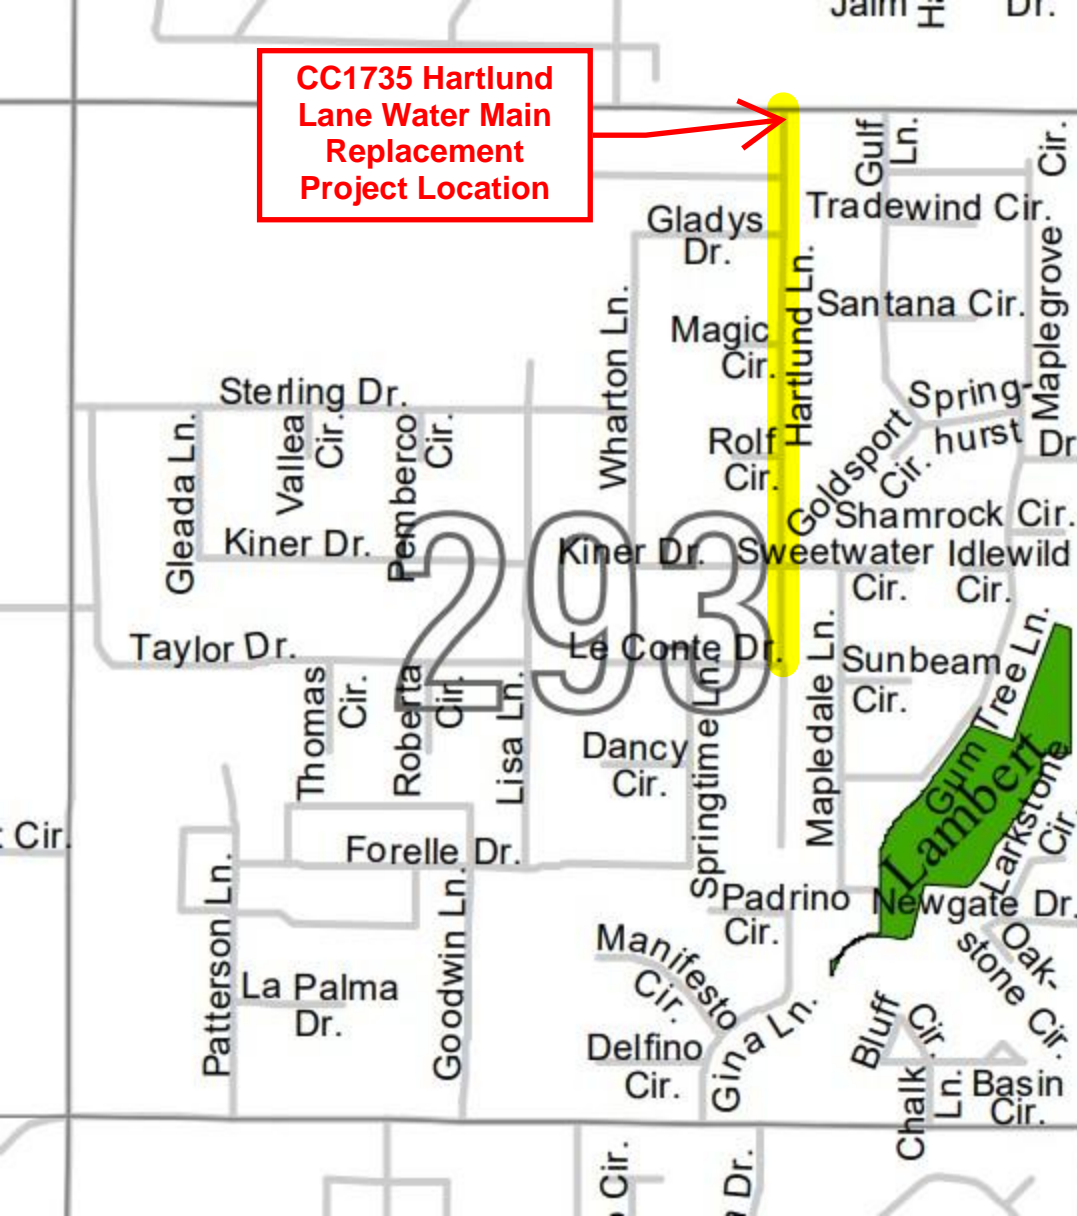 Dr.
CC1735 Hartlund
Lane Water Main
Replacement
Project Location
Gulf
Ln.
Cir.
Tradewind Cir.
Gladys
Dr.
Hartlund Ln.
Maplegrove
Santana Cir.
Wharton Ln.
Magic
Cir.
Sterling Dr.
Spring-
hurst
Dr
Gleada Ln.
Vallea
Cir.
Pemberco
Cir.
Rolf
Cir.
Goldsport
Cir.
Shamrock Cir.
Kiner Dr.
293
Kiner Dr.
Sweetwater
Cir.
Idlewild
Cir.
Taylor Dr.
Le Conte Dr.
Mapledale Ln.
Sunbeam
Cir.
Gum Tree Ln.
Thomas
Cir.
Roberta
Cir.
Lisa Ln.
Springtime Ln.
Dancy
Cir.
Lambert
Larkstone
Cir.
Cir.
Forelle Dr.
Patterson Ln.
Goodwin Ln.
Padrino
Cir.
Newgate Dr.
Manifesto
Cir.
Oak-
stone Cir.
La Palma
Dr.
Gina Ln.
Bluff
Cir.
Delfino
Cir.
Chalk
Ln.
Basin
Cir.
Cir.
Dr.